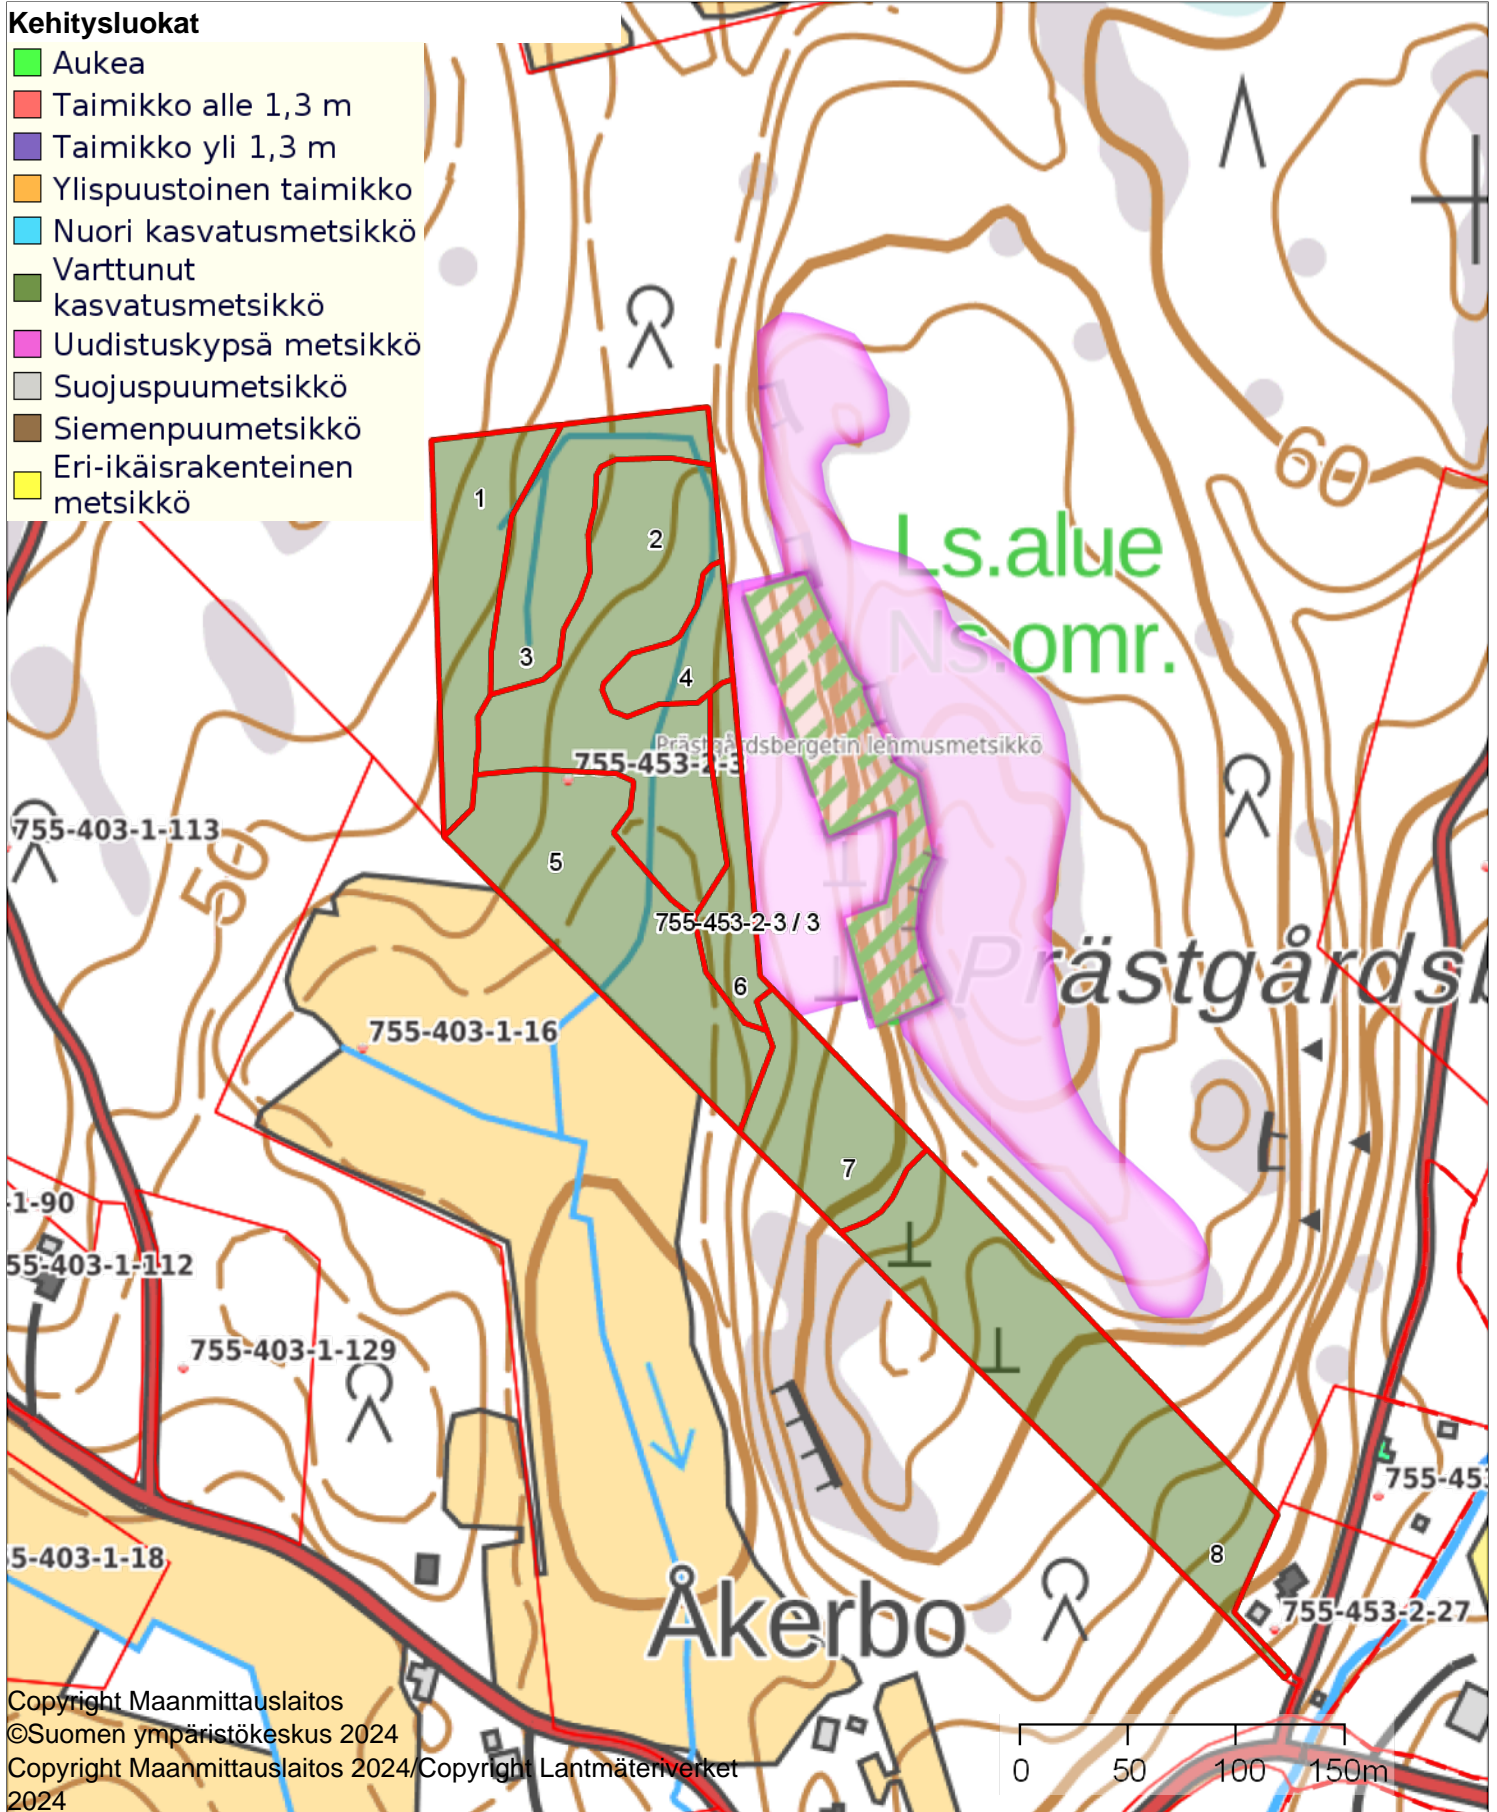 Kehitysluokat
Aukea
Taimikko alle 1,3 m
Taimikko yli 1,3 m
Ylispuustoinen taimikko
Nuori kasvatusmetsikkö
Varttunut
kasvatusmetsikkö
Uudistuskypsä metsikkö
Suojuspuumetsikkö
Siemenpuumetsikkö
Eri-ikäisrakenteinen
metsikkö
60
1
2
Ls.alue
Ns.omr.
3
4
Prästgårdsbergetin lehmusmetsikkö
755-453-2-3
755-403-1-113
50
5
755-453-2-3 / 3
Prästgårdsb
6
755-403-1-16
7
-1-90
55-403-1-112
755-403-1-129
755-453
8
5-403-1-18
Åkerbo
755-453-2-27
Copyright Maanmittauslaitos
©Suomen ympäristökeskus 2024
Copyright Maanmittauslaitos 2024/Copyright Lantmäteriverket
2024
0 50 100 150m